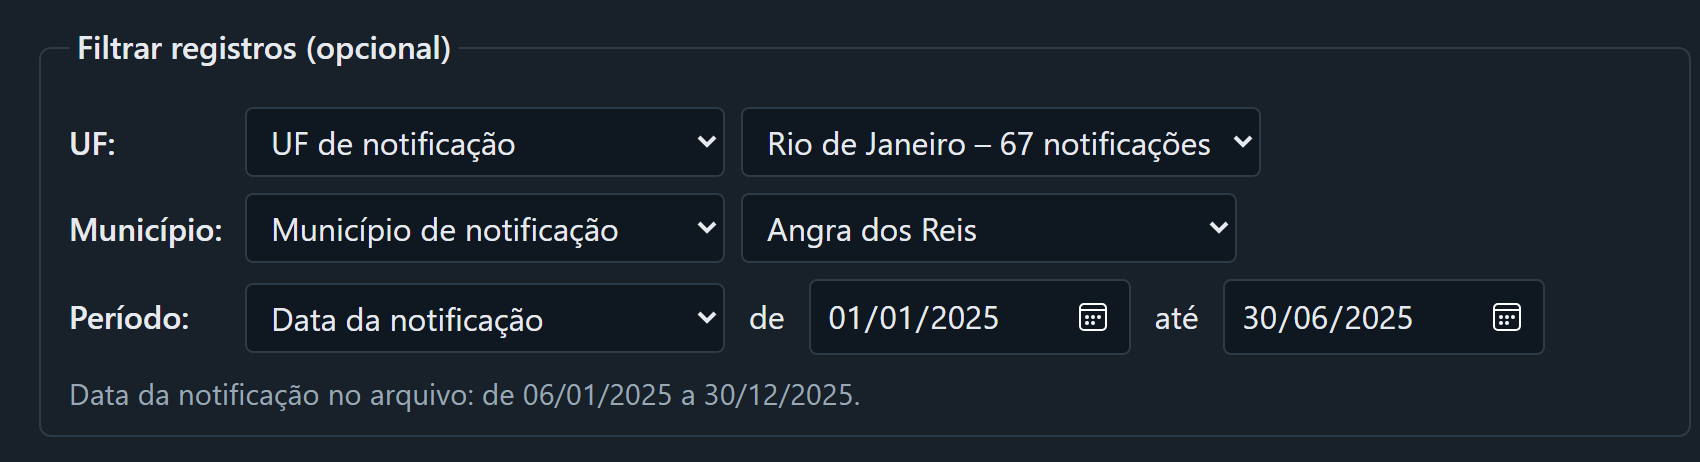 Filtrar registros (opcional)
UF: UF de notificação Rio de Janeiro – 67 notificações
Município: Município de notificação Angra dos Reis
Período: Data da notificação de 01/01/2025 até 30/06/2025
Data da notificação no arquivo: de 06/01/2025 a 30/12/2025.